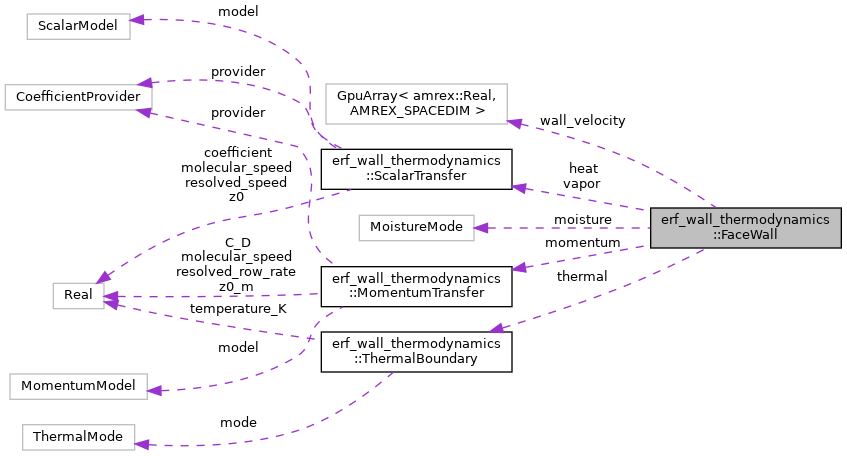 model
ScalarModel
provider
CoefficientProvider
provider
GpuArray< amrex::Real,
AMREX_SPACEDIM >
wall_velocity
coefficient
molecular_speed
resolved_speed
z0
erf_wall_thermodynamics
::ScalarTransfer
heat
vapor
MoistureMode
moisture
erf_wall_thermodynamics
::FaceWall
momentum
C_D
molecular_speed
resolved_row_rate
z0_m
erf_wall_thermodynamics
::MomentumTransfer
thermal
Real
temperature_K
model
erf_wall_thermodynamics
::ThermalBoundary
MomentumModel
mode
ThermalMode